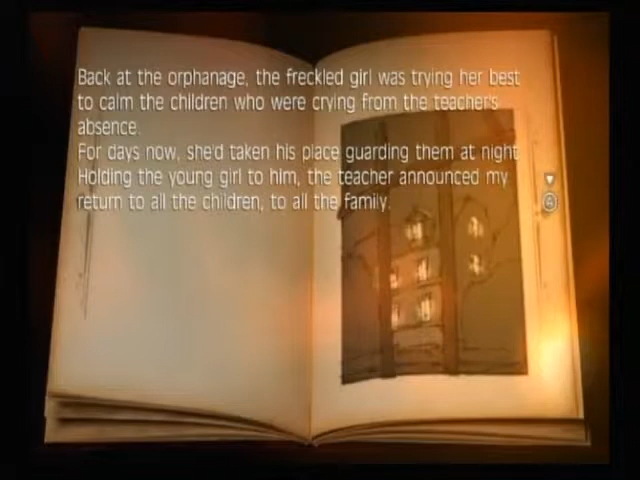 Back at the orphanage, the freckled girl was trying her best
to calm the children who were crying from the teacher's
absence.
For days now, she'd taken his place guarding them at night
Holding the young girl to him, the teacher announced my
return to all the children, to all the family.
A